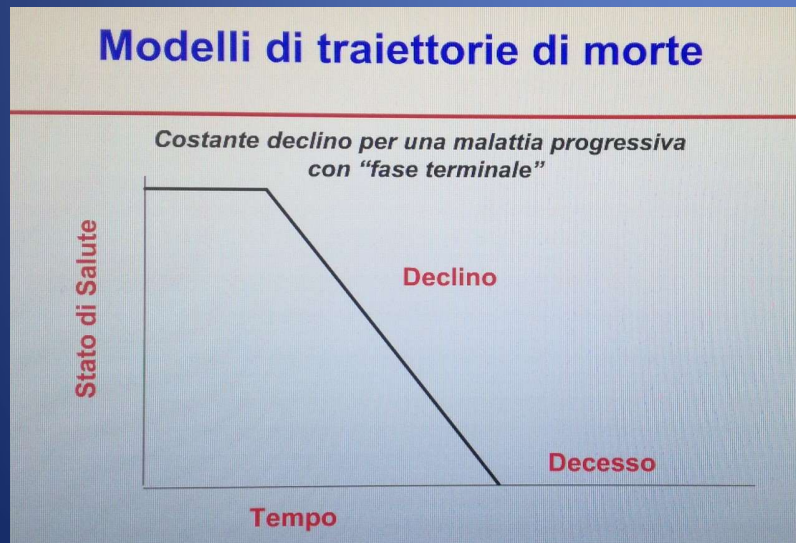 Modelli di traiettorie di morte
Costante declino per una malattia progressiva
con “fase terminale”
Stato di Salute
Declino
Decesso
Tempo